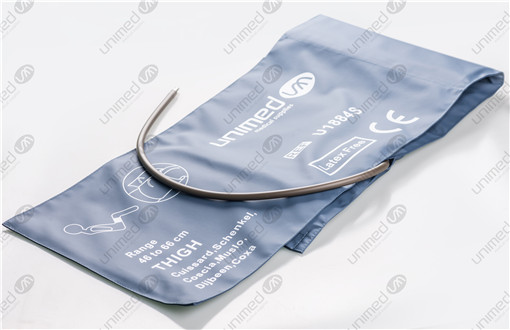 unimed
medical supplies
U1884S
Latex Free
CE
Range
46 to 66 cm
THIGH
Cuissard,Schenkel,
Coscia,Muslo,
Dijbeen,Coxa
unimed